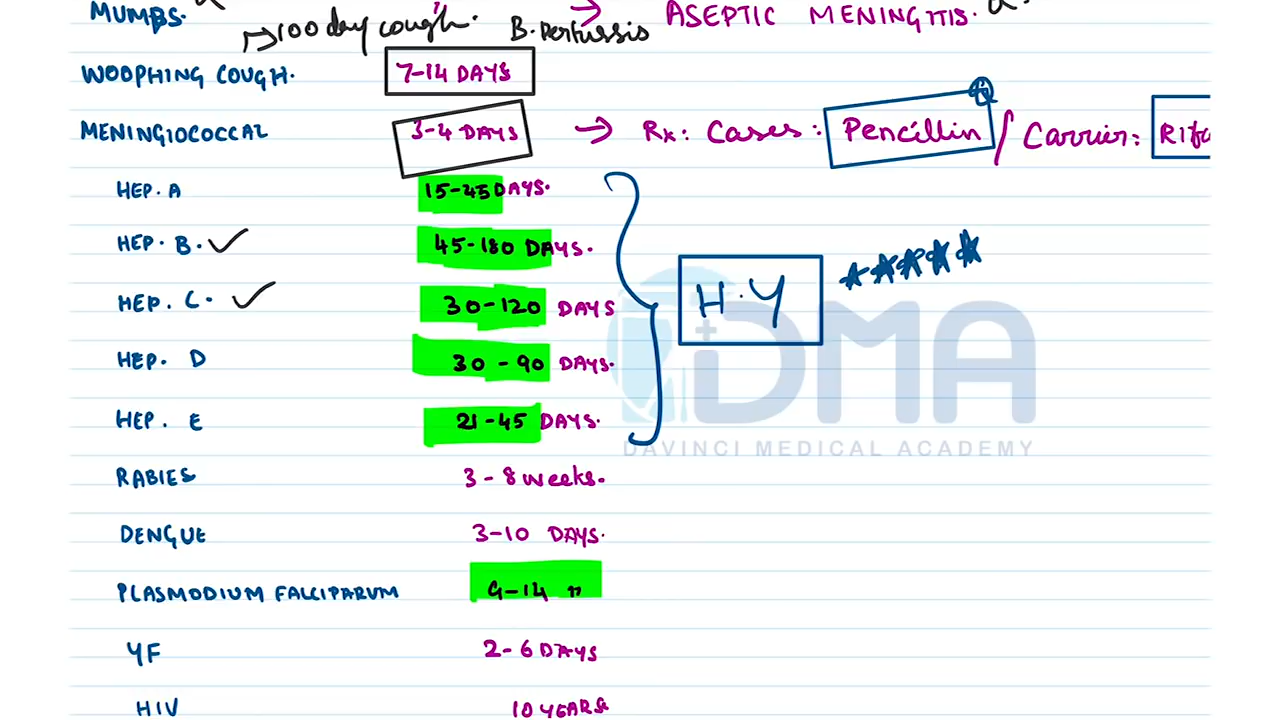 MUMPS. → ASEPTIC MENINGITIS.
→ 100 day cough. B. Pertussis
WOOPHING COUGH. 7-14 DAYS
MENINGIOCOCCAL 3-4 DAYS → Rx: Cases: Pencillin / Carrier: Rifa
HEP. A 15-45 DAYS.
HEP. B. ✓ 45-180 DAYS.
HEP. C. ✓ 30-120 DAYS
H.Y ★★★★★
HEP. D 30-90 DAYS.
HEP. E 21-45 DAYS.
DMA
DAVINCI MEDICAL ACADEMY
RABIES 3-8 weeks.
DENGUE 3-10 DAYS.
PLASMODIUM FALCIPARUM 9-14 "
YF 2-6 DAYS
HIV 10 YEARS